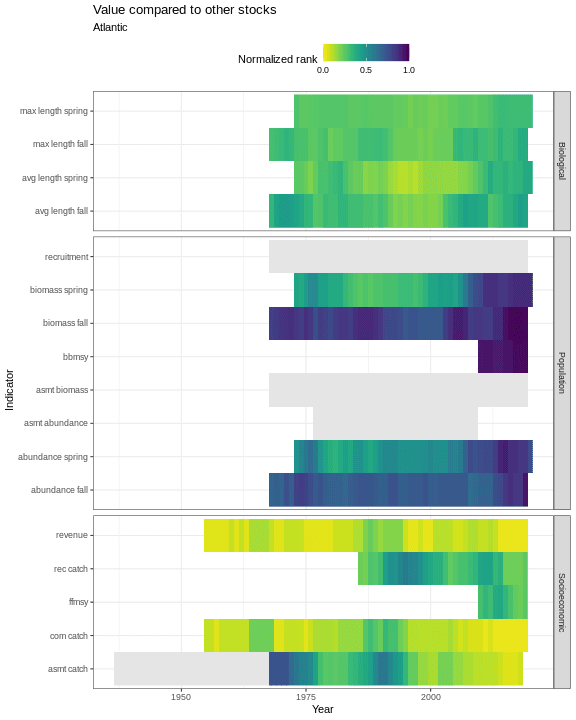 Value compared to other stocks
Atlantic
Normalized rank
0.0 0.5 1.0
Indicator
max length spring
max length fall
avg length spring
avg length fall
Biological
recruitment
biomass spring
biomass fall
bbmsy
asmt biomass
asmt abundance
abundance spring
abundance fall
Population
revenue
rec catch
ffmsy
com catch
asmt catch
Socioeconomic
1950 1975 2000
Year